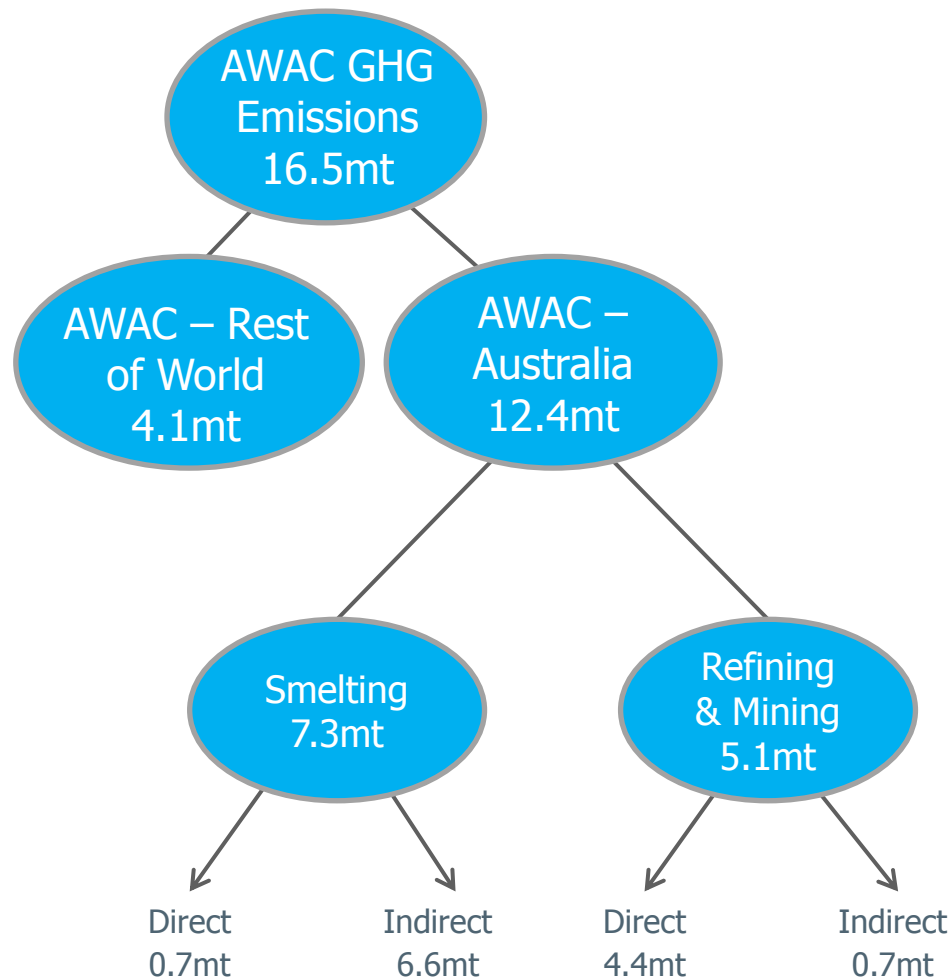 AWAC GHG
Emissions
16.5mt
AWAC – Rest
of World
4.1mt
AWAC –
Australia
12.4mt
Smelting
7.3mt
Refining
& Mining
5.1mt
Direct
0.7mt
Indirect
6.6mt
Direct
4.4mt
Indirect
0.7mt